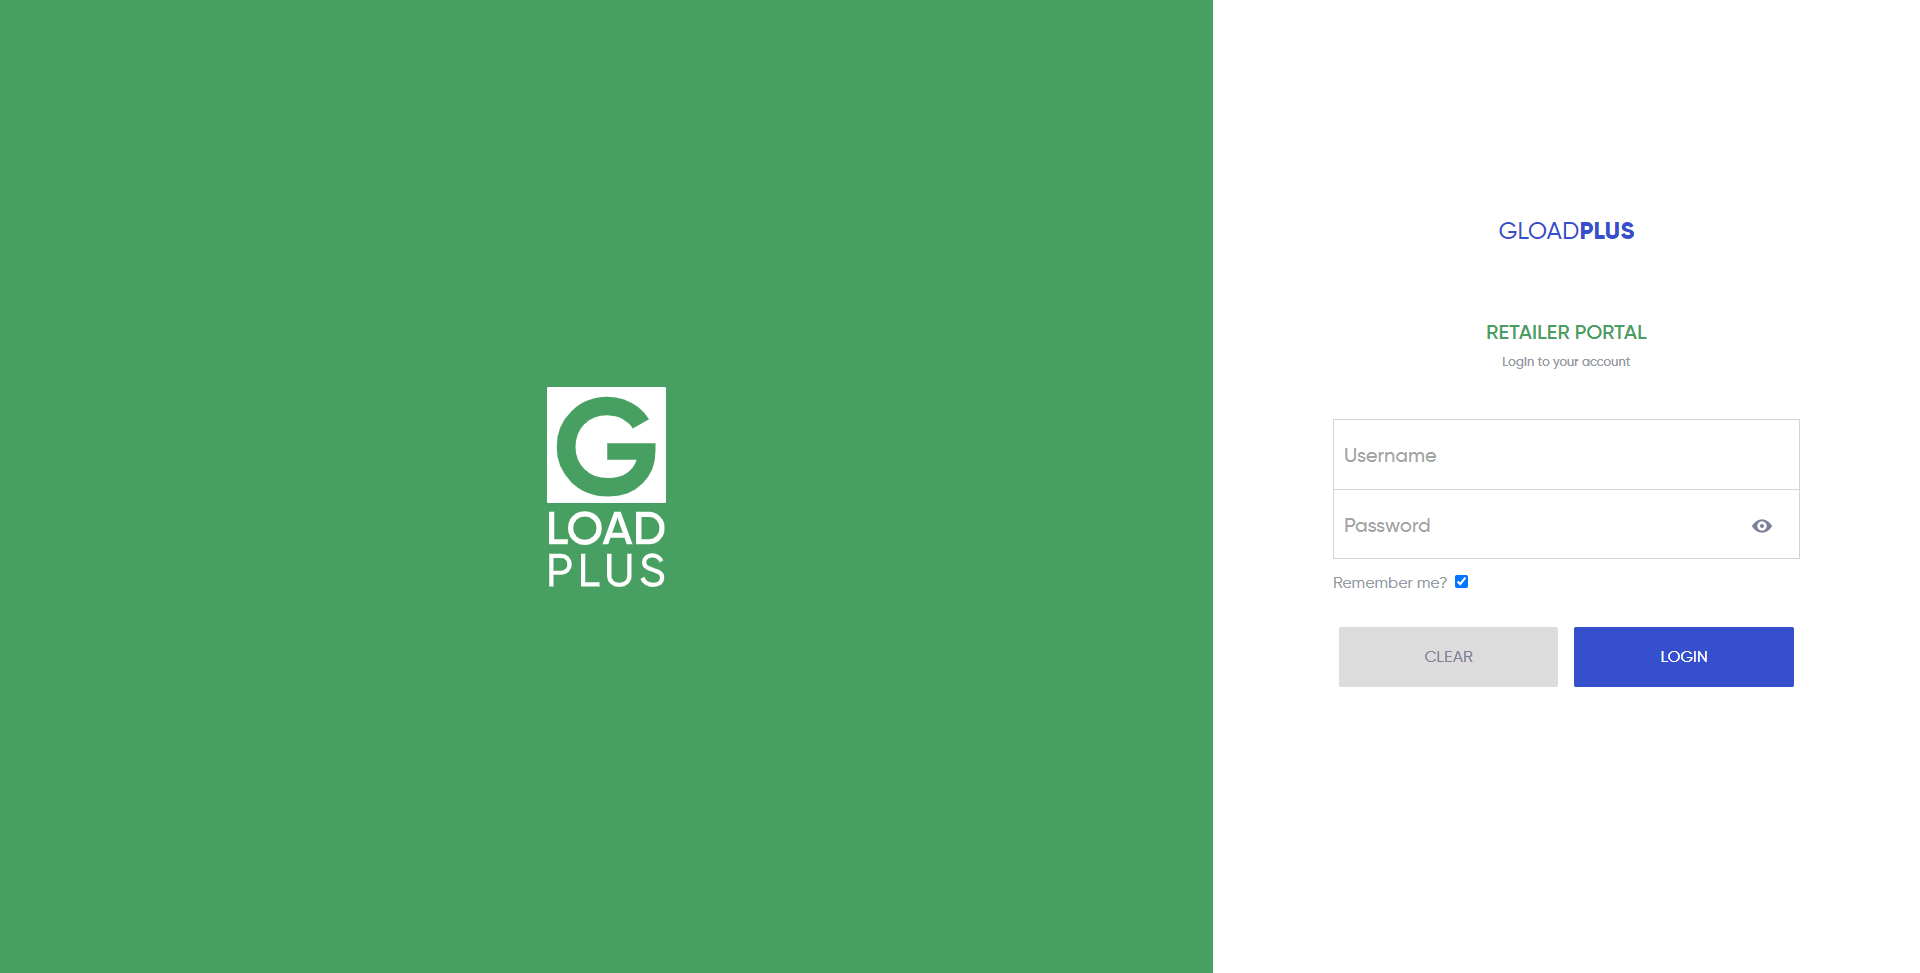 G
LOAD
PLUS
GLOADPLUS
RETAILER PORTAL
Login to your account
Username
Password
Remember me?
CLEAR
LOGIN